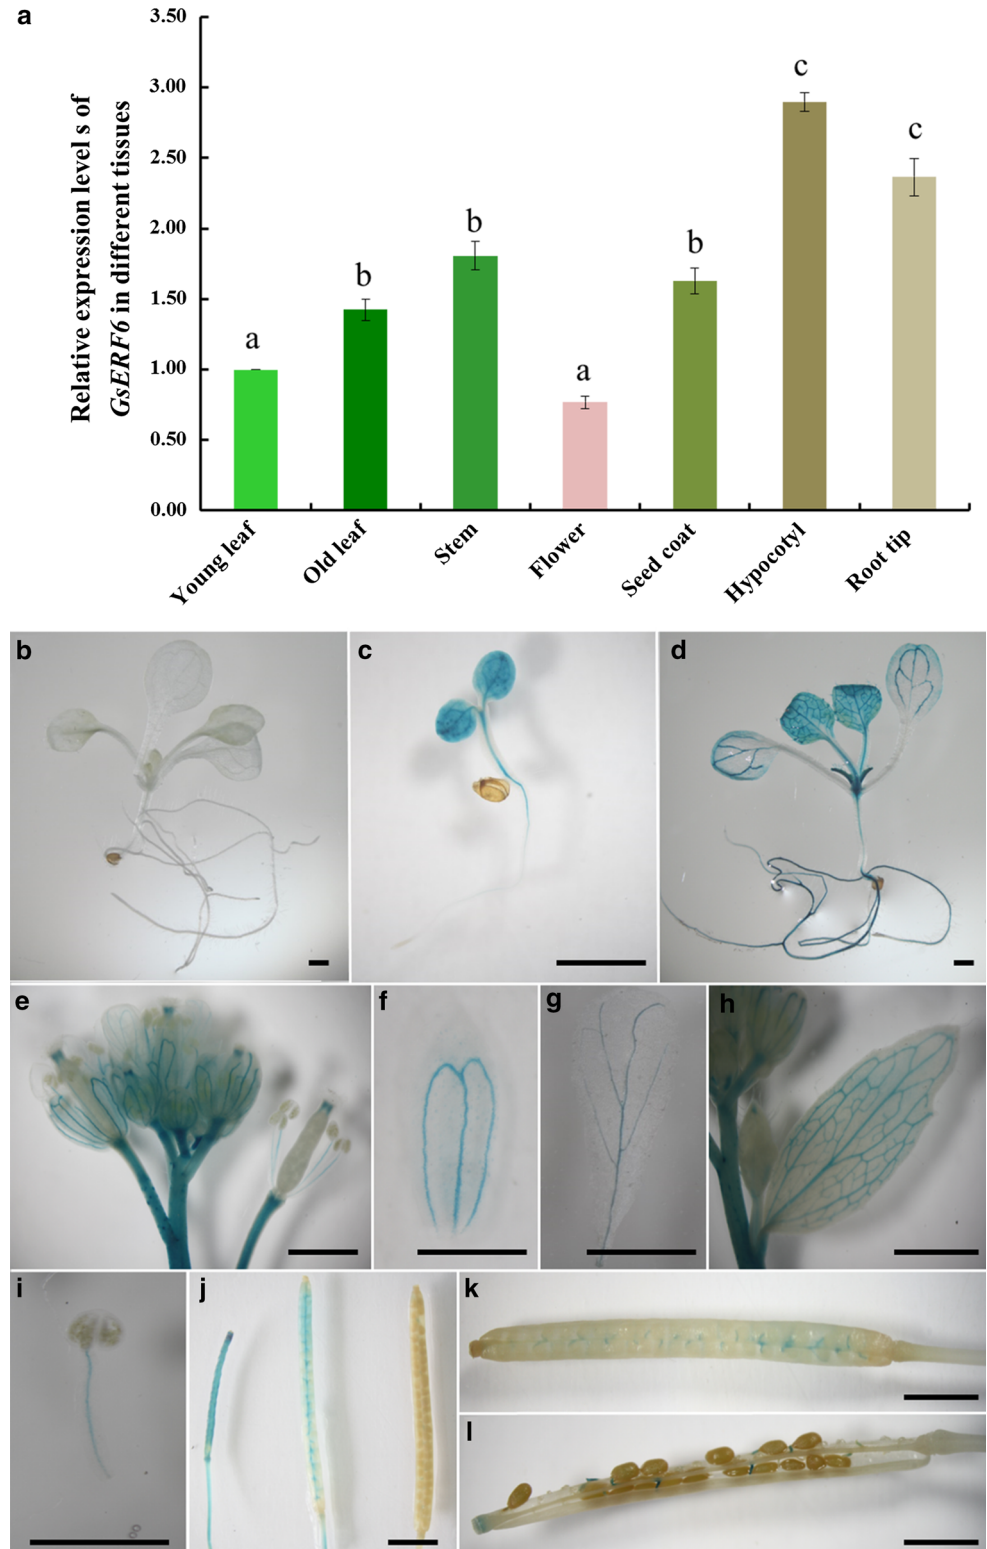 a
3.50
3.00
2.50
2.00
1.50
1.00
0.50
0.00
Relative expression level s of
GsERF6 in different tissues
a
b
b
a
b
c
c
Young leaf
Old leaf
Stem
Flower
Seed coat
Hypocotyl
Root tip
b
c
d
e
f
g
h
i
j
k
l